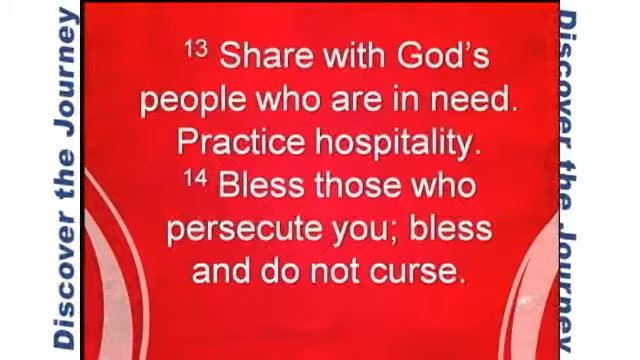 Discover the Journey
13 Share with God's
people who are in need.
Practice hospitality.
14 Bless those who
persecute you; bless
and do not curse.
Discover the Journey